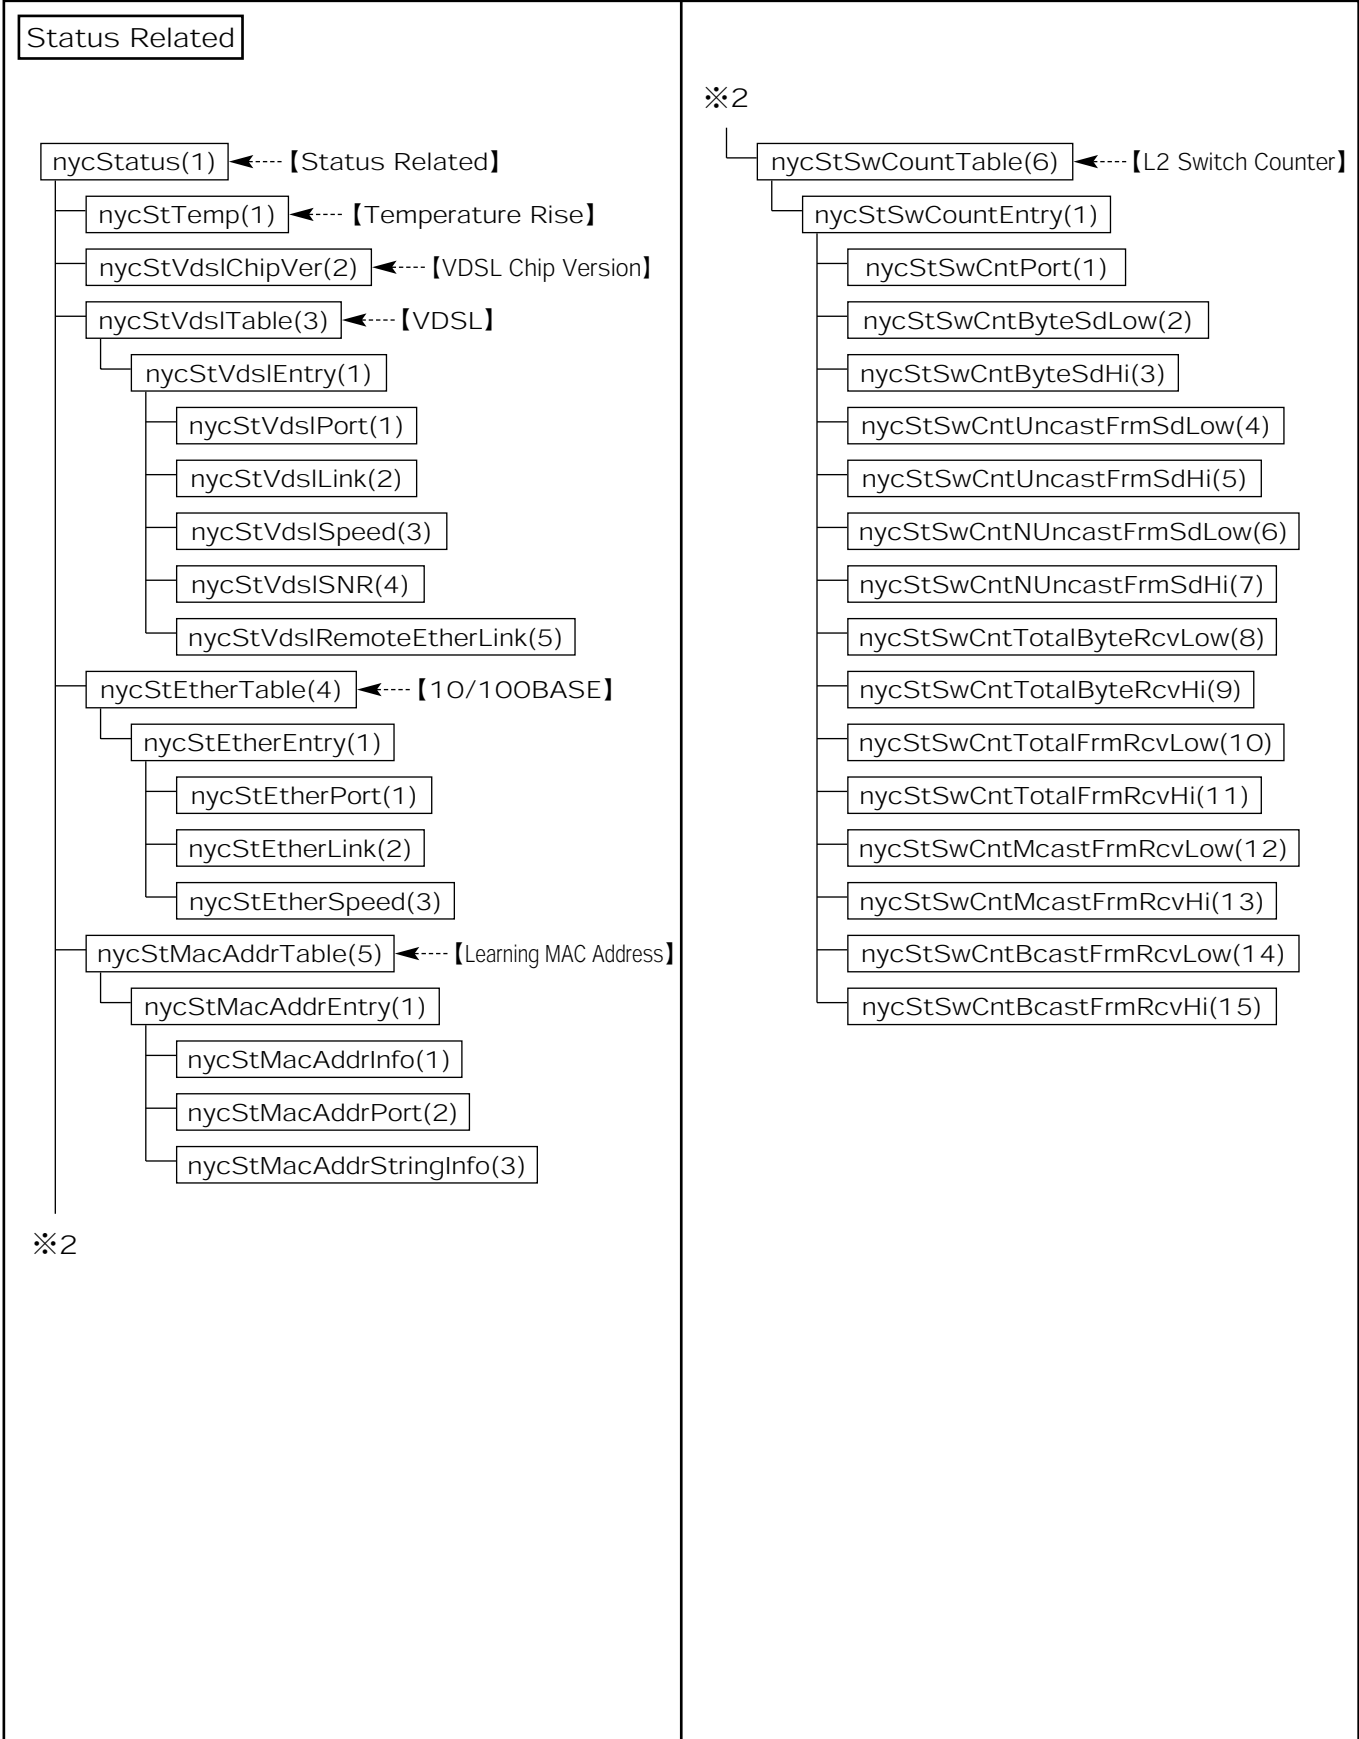 Status Related
nycStatus(1) 【Status Related】
nycStTemp(1) 【Temperature Rise】
nycStVdslChipVer(2) 【VDSL Chip Version】
nycStVdslTable(3) 【VDSL】
nycStVdslEntry(1)
nycStVdslPort(1)
nycStVdslLink(2)
nycStVdslSpeed(3)
nycStVdslSNR(4)
nycStVdslRemoteEtherLink(5)
nycStEtherTable(4) 【10/100BASE】
nycStEtherEntry(1)
nycStEtherPort(1)
nycStEtherLink(2)
nycStEtherSpeed(3)
nycStMacAddrTable(5) 【Learning MAC Address】
nycStMacAddrEntry(1)
nycStMacAddrInfo(1)
nycStMacAddrPort(2)
nycStMacAddrStringInfo(3)
※2
※2
nycStSwCountTable(6) 【L2 Switch Counter】
nycStSwCountEntry(1)
nycStSwCntPort(1)
nycStSwCntByteSdLow(2)
nycStSwCntByteSdHi(3)
nycStSwCntUncastFrmSdLow(4)
nycStSwCntUncastFrmSdHi(5)
nycStSwCntNUncastFrmSdLow(6)
nycStSwCntNUncastFrmSdHi(7)
nycStSwCntTotalByteRcvLow(8)
nycStSwCntTotalByteRcvHi(9)
nycStSwCntTotalFrmRcvLow(10)
nycStSwCntTotalFrmRcvHi(11)
nycStSwCntMcastFrmRcvLow(12)
nycStSwCntMcastFrmRcvHi(13)
nycStSwCntBcastFrmRcvLow(14)
nycStSwCntBcastFrmRcvHi(15)